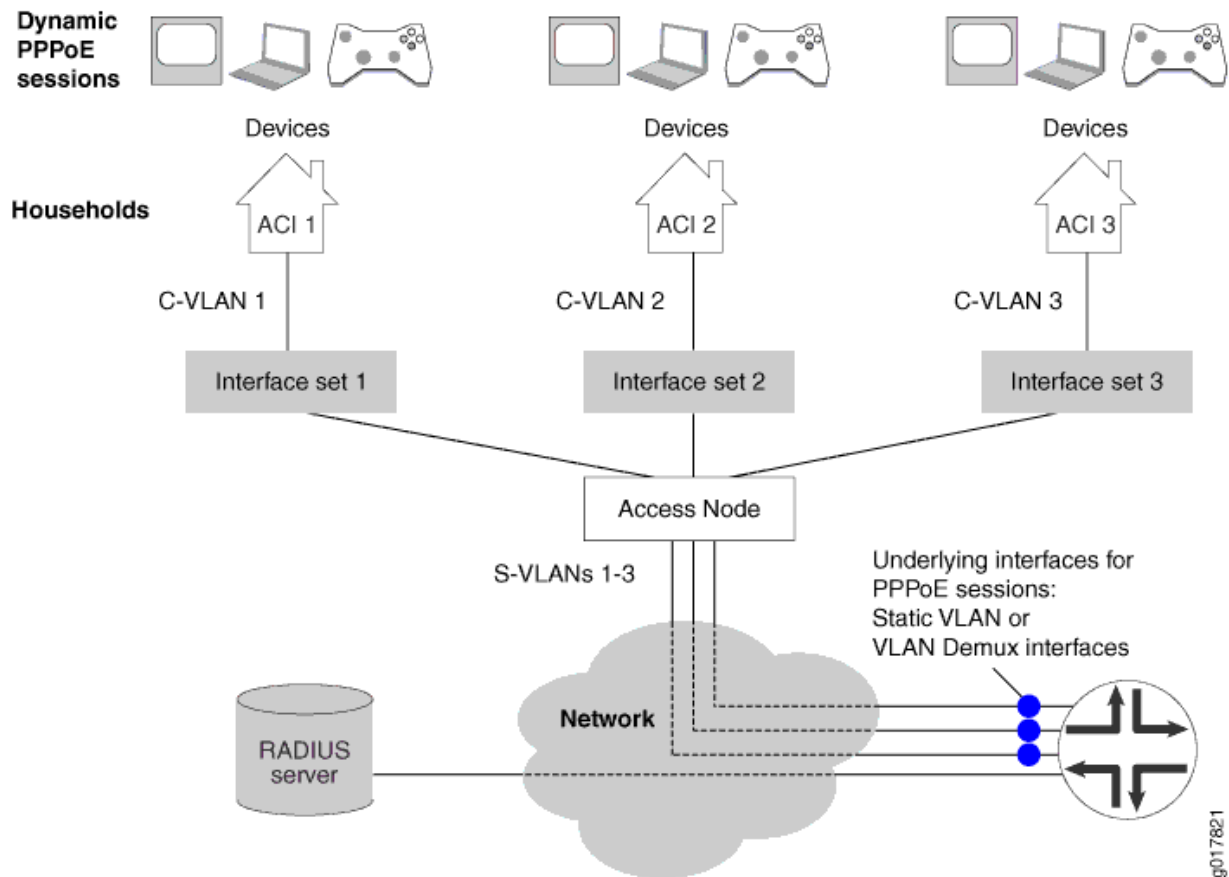 Dynamic
PPPoE
sessions
Devices
Devices
Devices
Households
ACI 1
ACI 2
ACI 3
C-VLAN 1
C-VLAN 2
C-VLAN 3
Interface set 1
Interface set 2
Interface set 3
Access Node
S-VLANs 1-3
Underlying interfaces for
PPPoE sessions:
Static VLAN or
VLAN Demux interfaces
Network
RADIUS
server
g017821